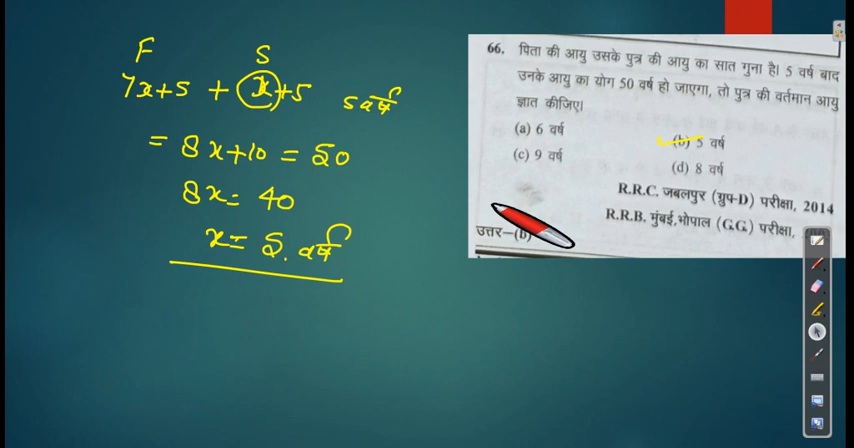 F S
7x+5 + x+5 5 वर्ष
= 8x+10 = 50
8x = 40
x = 5. वर्ष
66. पिता की आयु उसके पुत्र की आयु का सात गुना है। 5 वर्ष बाद
उनके आयु का योग 50 वर्ष हो जाएगा, तो पुत्र की वर्तमान आयु
ज्ञात कीजिए।
(a) 6 वर्ष (b) 5 वर्ष
(c) 9 वर्ष (d) 8 वर्ष
R.R.C. जबलपुर (ग्रुप-D) परीक्षा, 2014
R.R.B. मुंबई,भोपाल (G.G) परीक्षा,
उत्तर–(b)